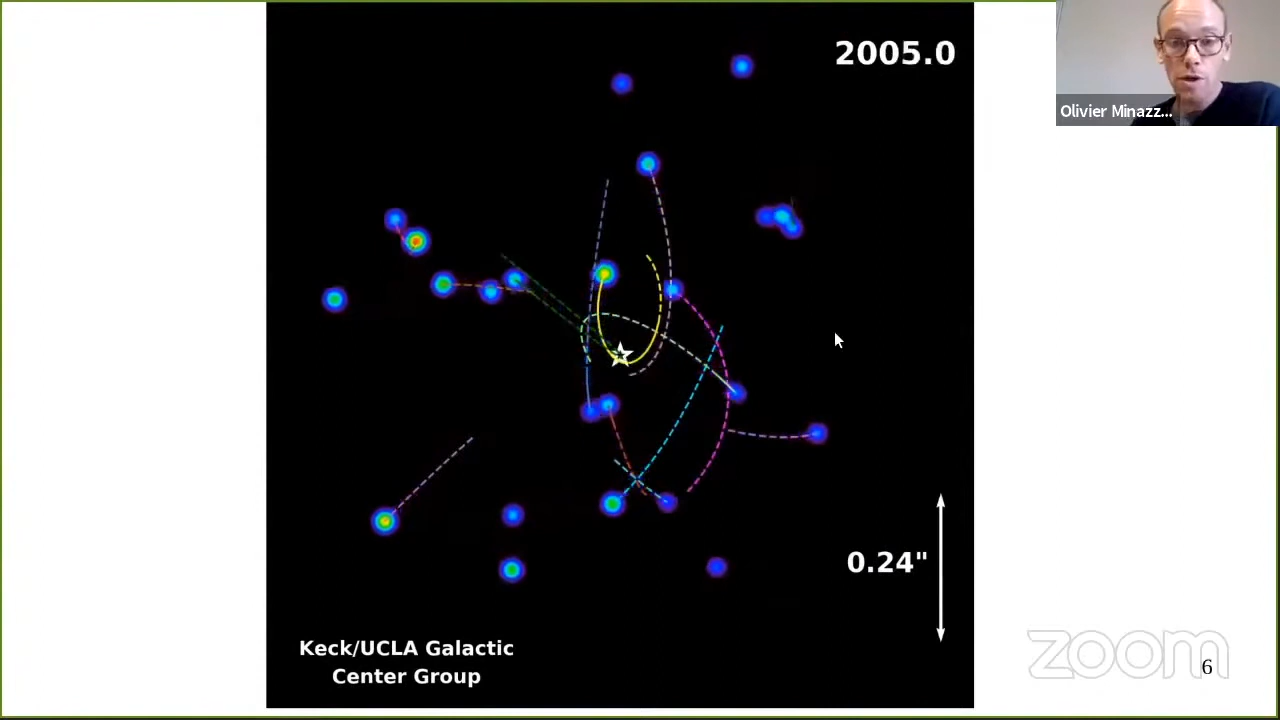 2005.0
Olivier Minazz...
0.24"
Keck/UCLA Galactic
Center Group
zoom
6